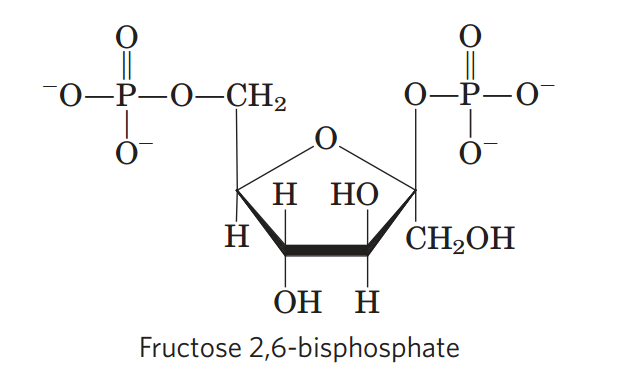 O O
⁻O—P—O—CH₂ O—P—O⁻
O⁻ O O⁻
H HO
H CH₂OH
OH H
Fructose 2,6-bisphosphate